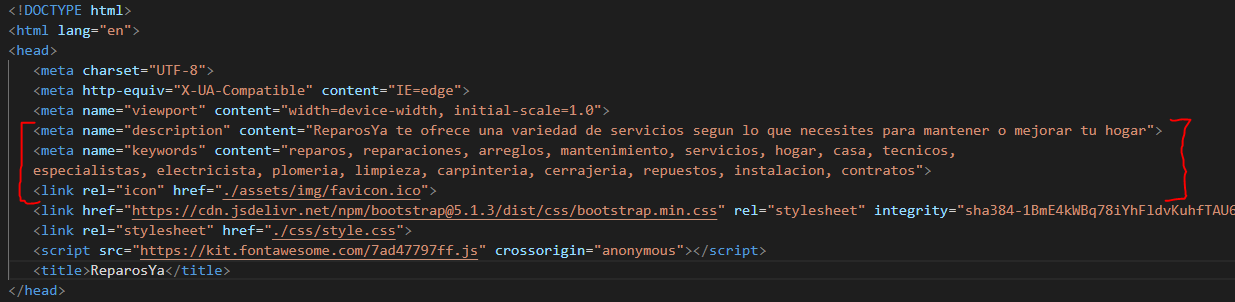 <!DOCTYPE html>
<html lang="en">
<head>
<meta charset="UTF-8">
<meta http-equiv="X-UA-Compatible" content="IE=edge">
<meta name="viewport" content="width=device-width, initial-scale=1.0">
<meta name="description" content="ReparosYa te ofrece una variedad de servicios segun lo que necesites para mantener o mejorar tu hogar">
<meta name="keywords" content="reparos, reparaciones, arreglos, mantenimiento, servicios, hogar, casa, tecnicos,
especialistas, electricista, plomeria, limpieza, carpinteria, cerrajeria, repuestos, instalacion, contratos">
<link rel="icon" href="./assets/img/favicon.ico">
<link href="https://cdn.jsdelivr.net/npm/bootstrap@5.1.3/dist/css/bootstrap.min.css" rel="stylesheet" integrity="sha384-1BmE4kWBq78iYhFldvKuhfTAU6
<link rel="stylesheet" href="./css/style.css">
<script src="https://kit.fontawesome.com/7ad47797ff.js" crossorigin="anonymous"></script>
<title>ReparosYa</title>
</head>